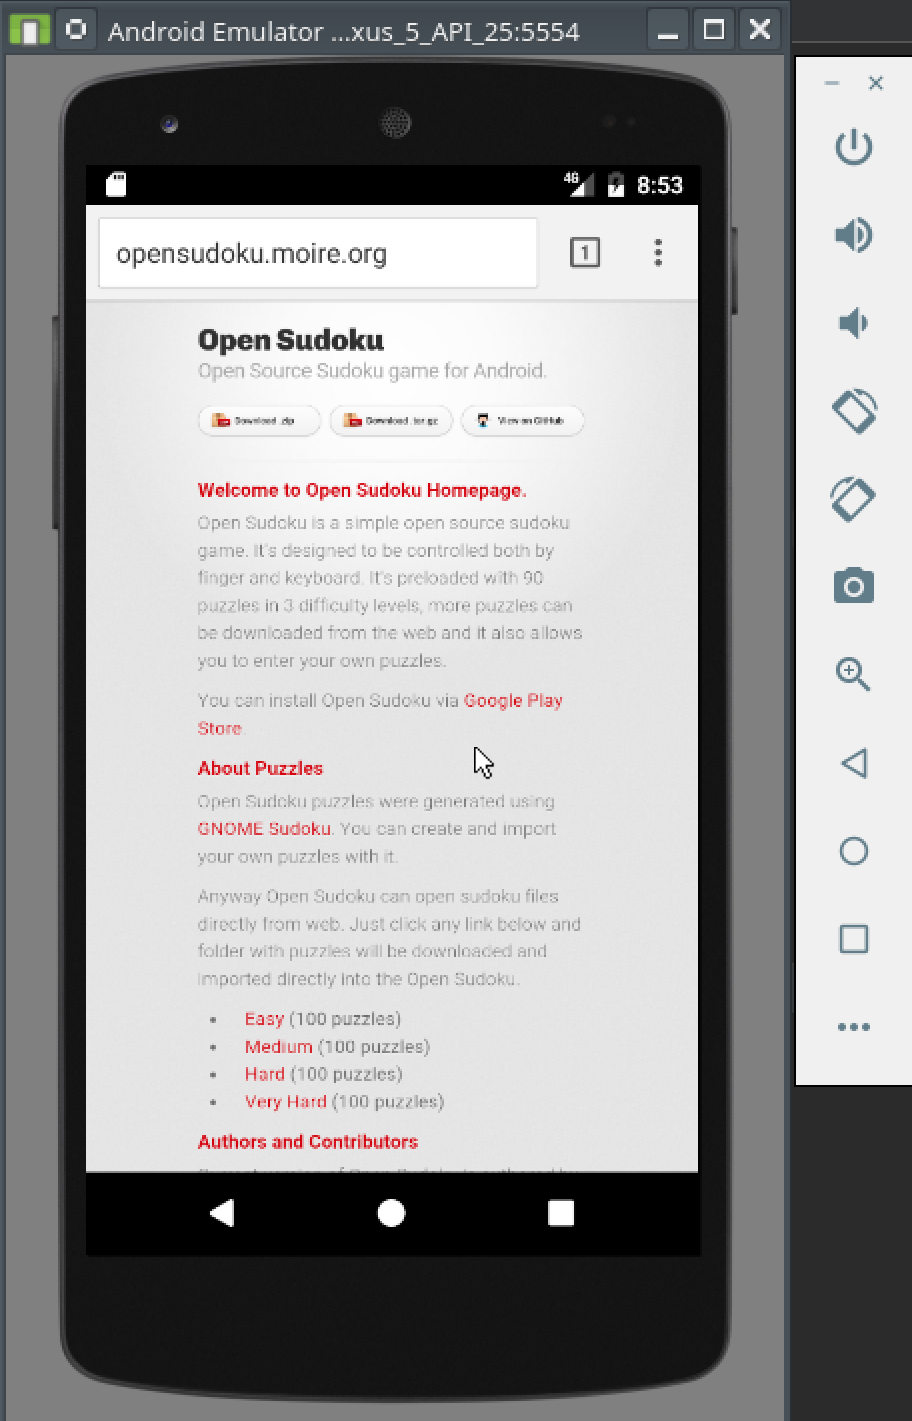 Android Emulator ...xus_5_API_25:5554
4G 8:53
opensudoku.moire.org
1
Open Sudoku
Open Source Sudoku game for Android.
Download .zip Download .tar.gz View on GitHub
Welcome to Open Sudoku Homepage.
Open Sudoku is a simple open source sudoku
game. It's designed to be controlled both by
finger and keyboard. It's preloaded with 90
puzzles in 3 difficulty levels, more puzzles can
be downloaded from the web and it also allows
you to enter your own puzzles.
You can install Open Sudoku via Google Play
Store.
About Puzzles
Open Sudoku puzzles were generated using
GNOME Sudoku. You can create and import
your own puzzles with it.
Anyway Open Sudoku can open sudoku files
directly from web. Just click any link below and
folder with puzzles will be downloaded and
imported directly into the Open Sudoku.
• Easy (100 puzzles)
• Medium (100 puzzles)
• Hard (100 puzzles)
• Very Hard (100 puzzles)
Authors and Contributors